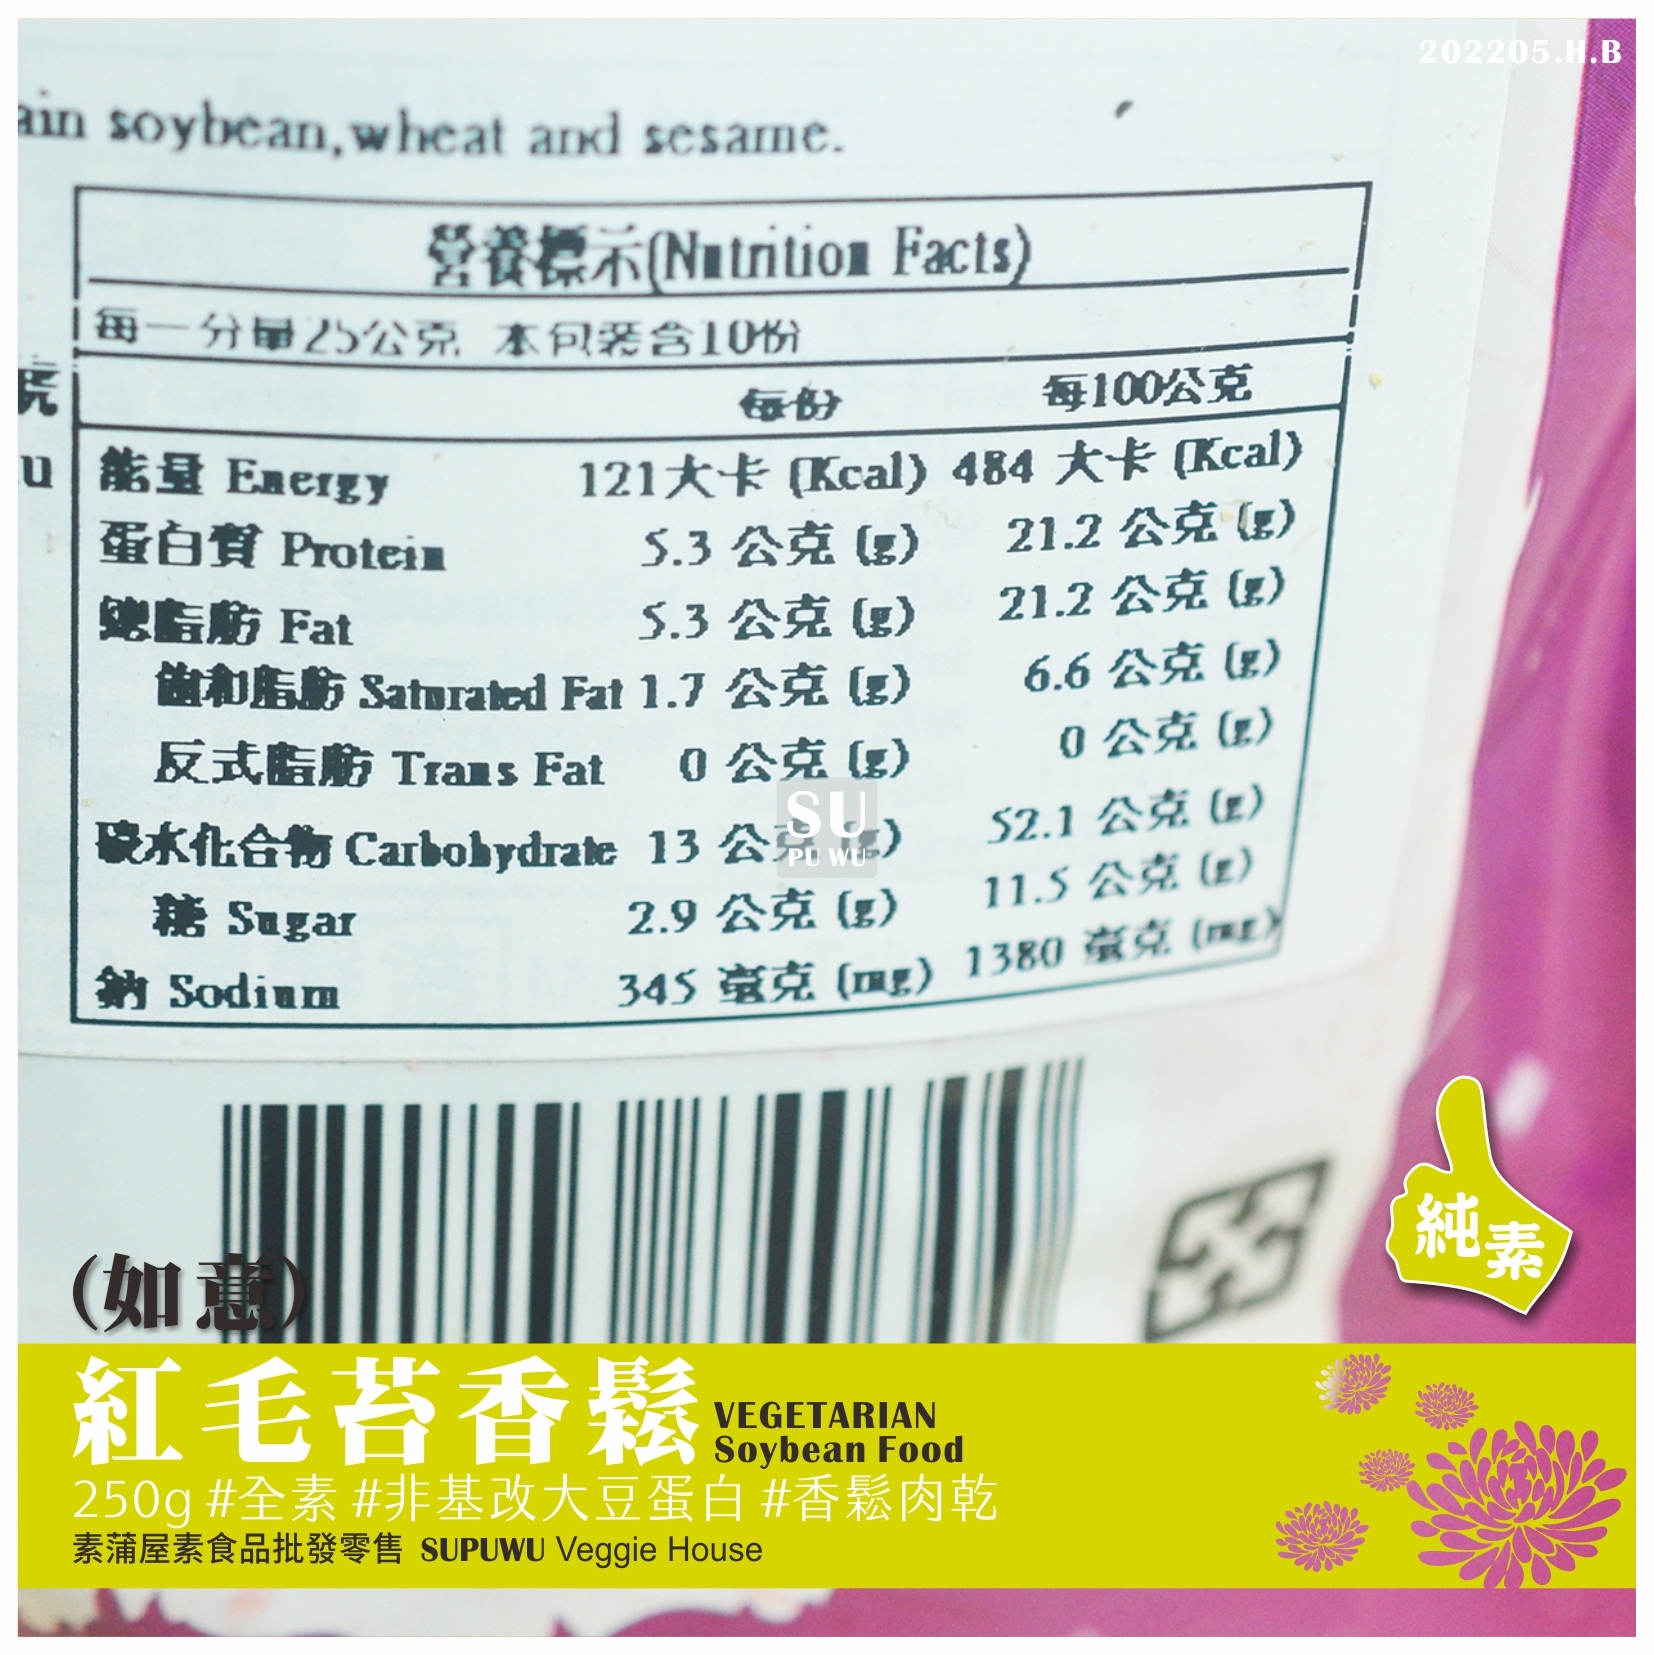 202205.H.B
ain soybean,wheat and sesame.
營養標示(Nutrition Facts)
每一分量25公克 本包裝含10份
每份 每100公克
u
能量 Energy 121大卡 (Kcal) 484 大卡 (Kcal)
蛋白質 Protein 5.3 公克 (g) 21.2 公克 (g)
總脂肪 Fat 5.3 公克 (g) 21.2 公克 (g)
飽和脂肪 Saturated Fat 1.7 公克 (g) 6.6 公克 (g)
反式脂肪 Trans Fat 0 公克 (g) 0 公克 (g)
碳水化合物 Carbohydrate 13 公克 (g) 52.1 公克 (g)
糖 Sugar 2.9 公克 (g) 11.5 公克 (g)
鈉 Sodium 345 毫克 (mg) 1380 毫克 (mg)
SU
PU WU
純素
(如意)
紅毛苔香鬆 VEGETARIAN
Soybean Food
250g #全素 #非基改大豆蛋白 #香鬆肉乾
素蒲屋素食品批發零售 SUPUWU Veggie House